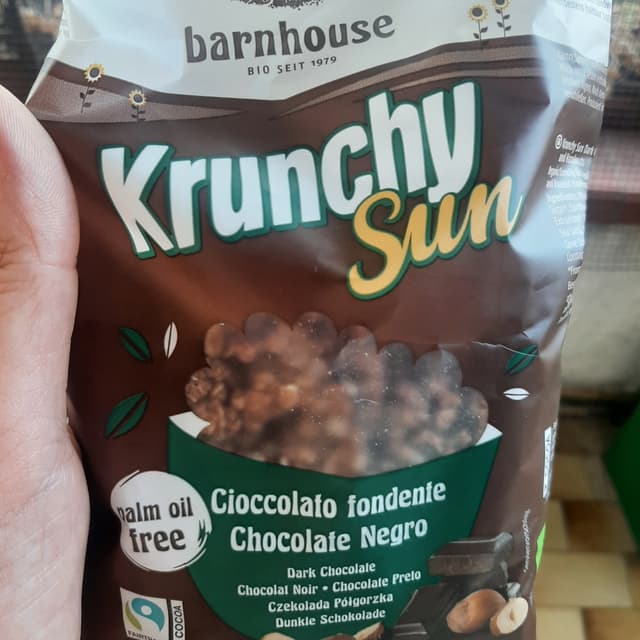 barnhouse
BIO SEIT 1979
Krunchy
Sun
palm oil
free
Cioccolato fondente
Chocolate Negro
Dark Chocolate
Chocolat Noir • Chocolate Preto
Czekolada Półgorzka
Dunkle Schokolade
COCOA